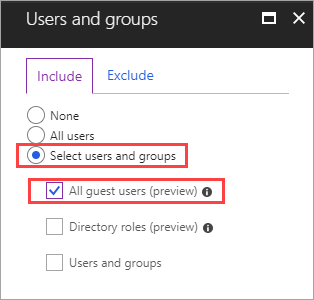 Users and groups
Include Exclude
None
All users
Select users and groups
All guest users (preview)
Directory roles (preview)
Users and groups